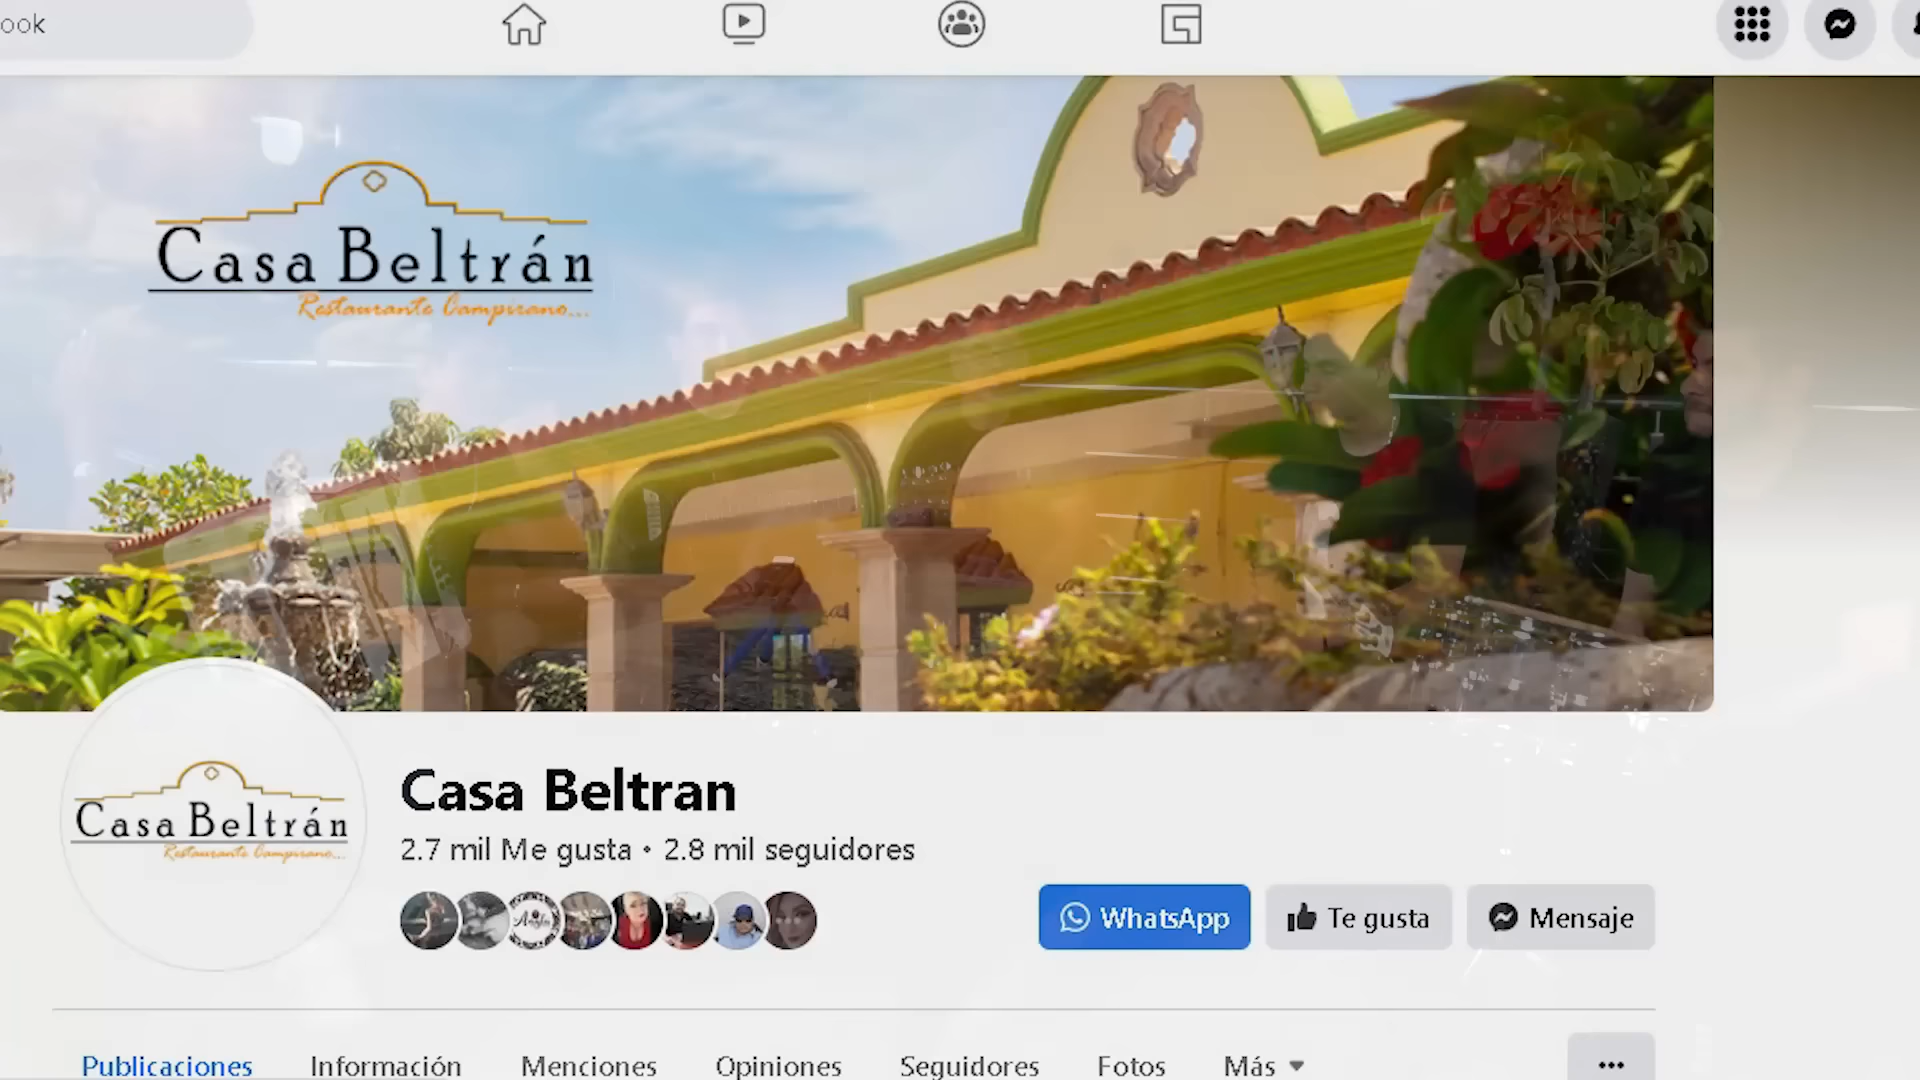 ook
Casa Beltrán
Restaurante Campirano...
Casa Beltrán
Restaurante Campirano...
Casa Beltran
2.7 mil Me gusta • 2.8 mil seguidores
WhatsApp
Te gusta
Mensaje
Publicaciones
Información
Menciones
Opiniones
Seguidores
Fotos
Más